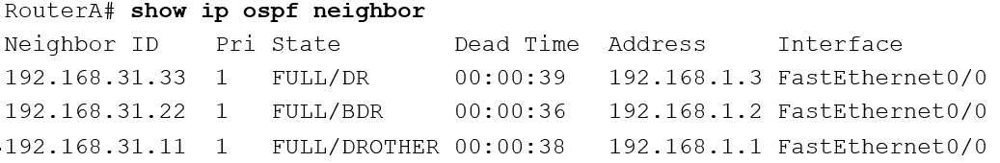 RouterA# show ip ospf neighbor
Neighbor ID Pri State Dead Time Address Interface
192.168.31.33 1 FULL/DR 00:00:39 192.168.1.3 FastEthernet0/0
192.168.31.22 1 FULL/BDR 00:00:36 192.168.1.2 FastEthernet0/0
192.168.31.11 1 FULL/DROTHER 00:00:38 192.168.1.1 FastEthernet0/0